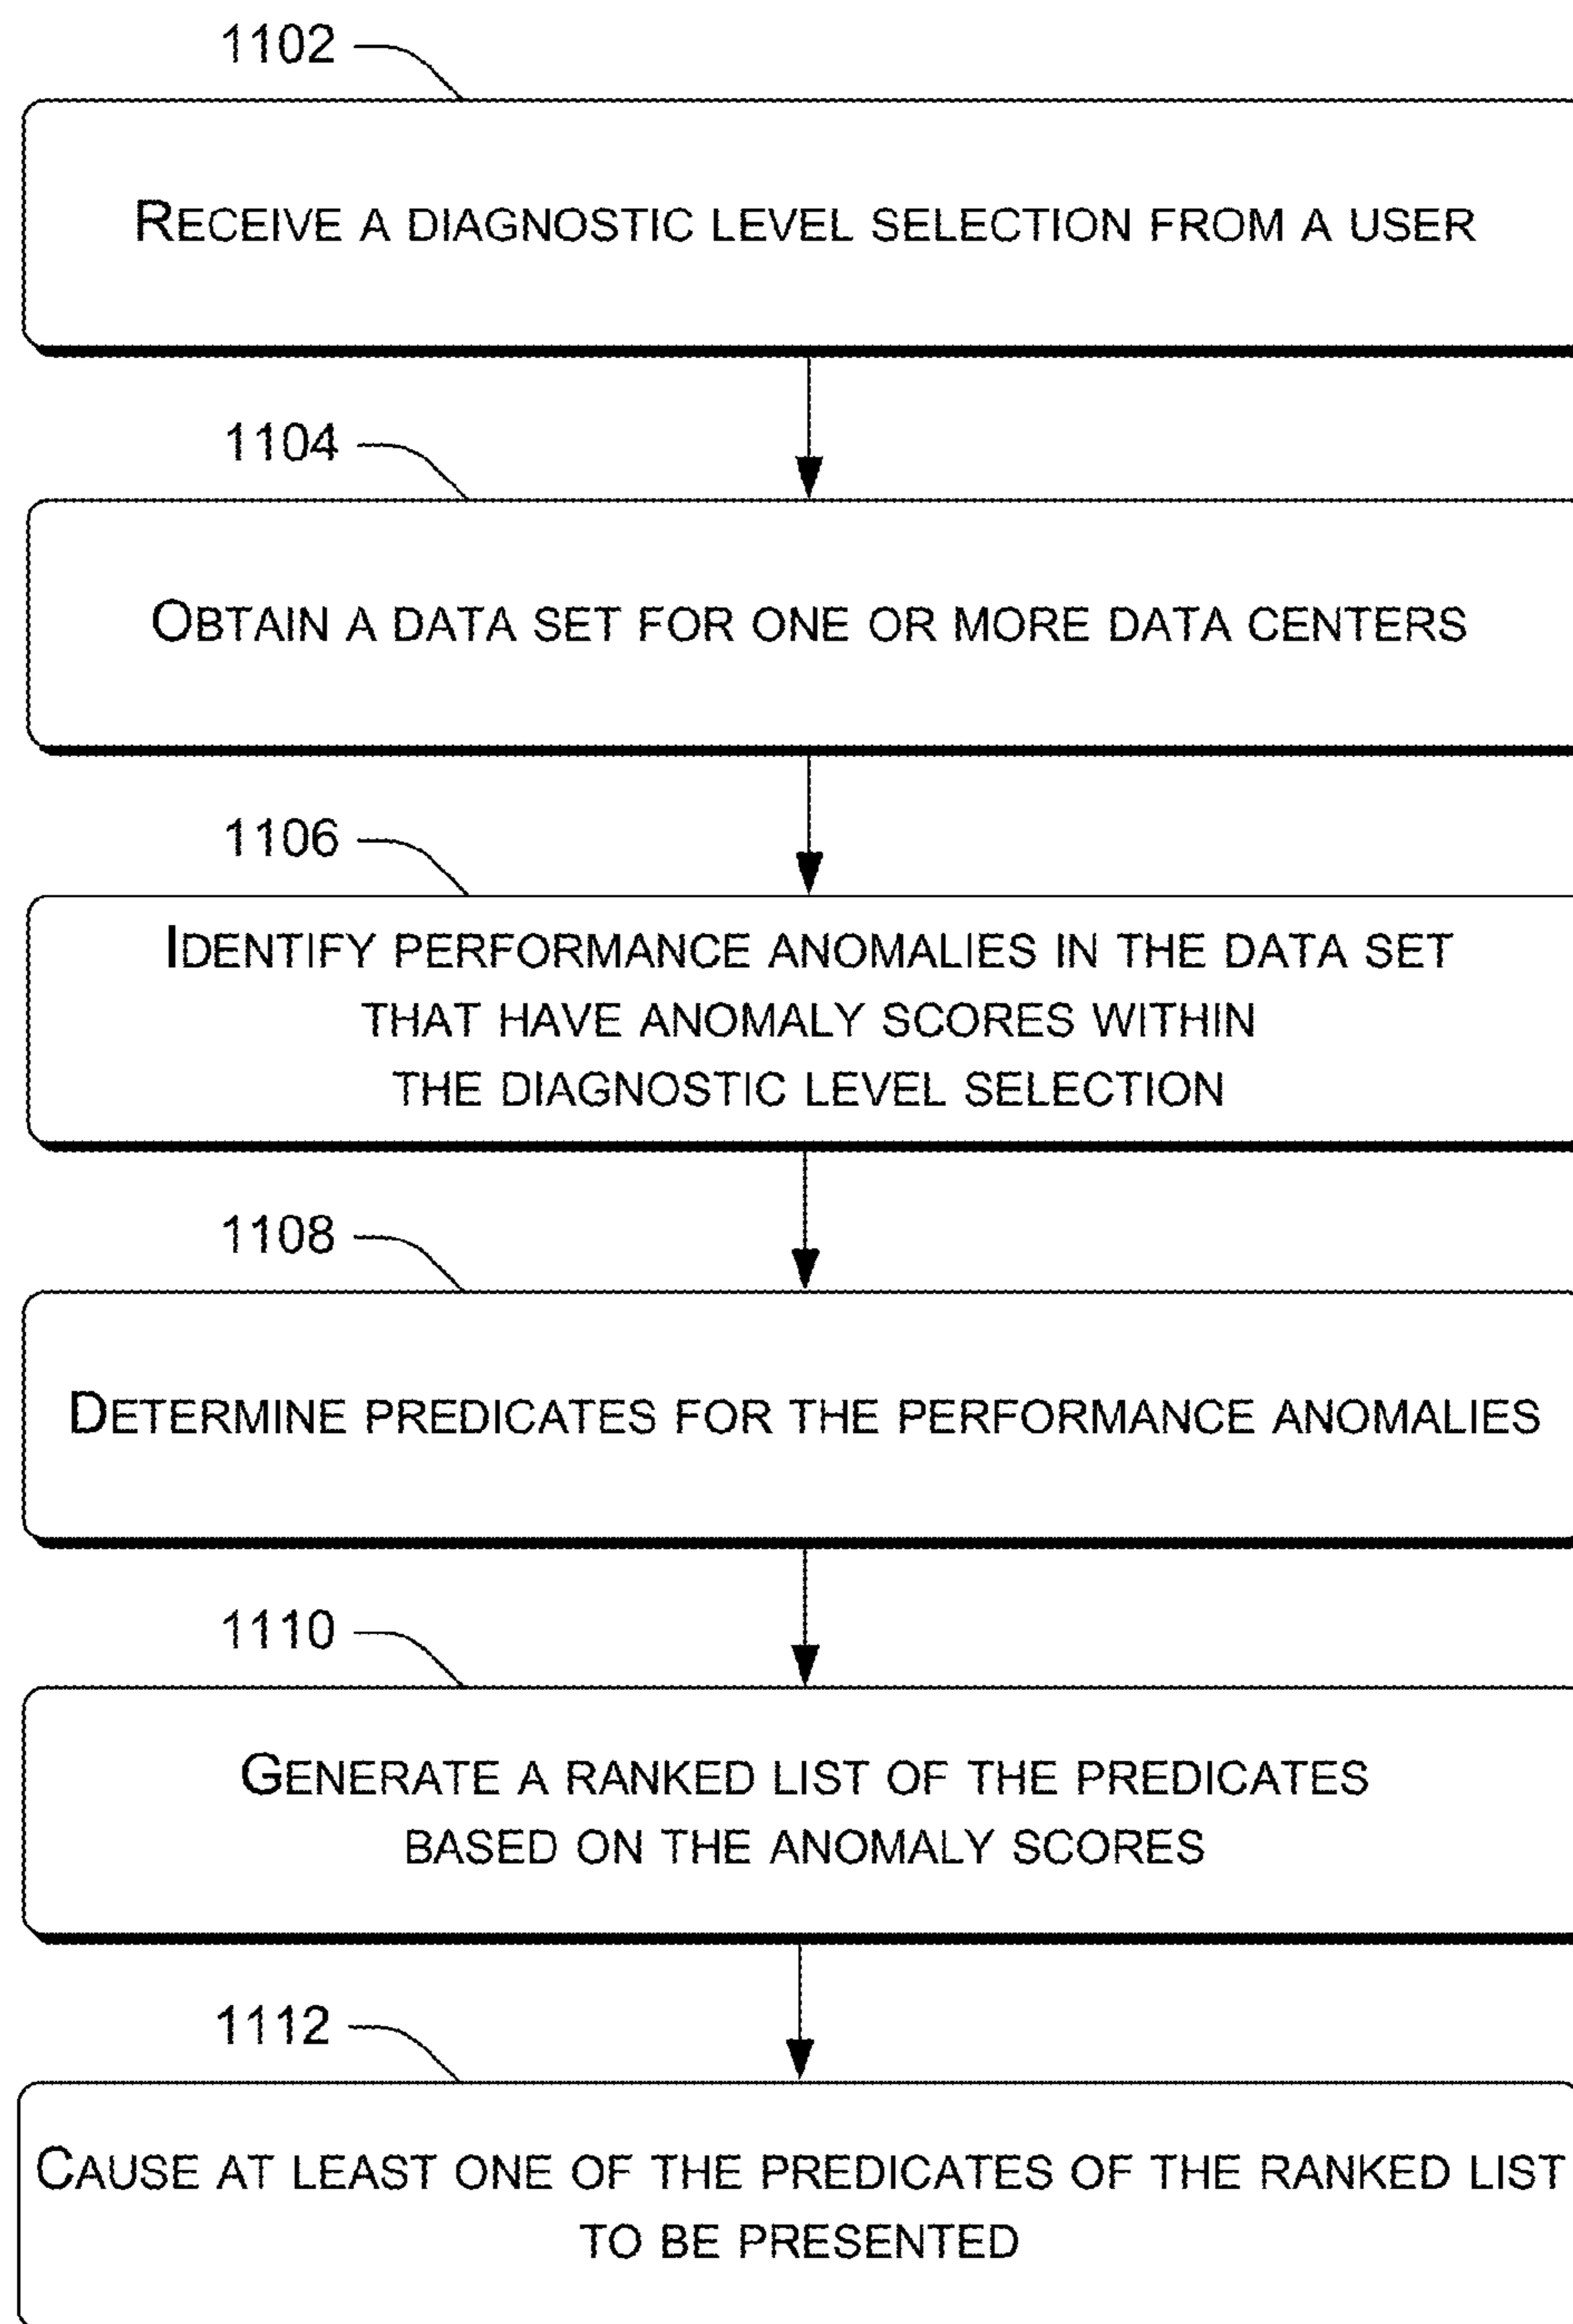 1102
RECEIVE A DIAGNOSTIC LEVEL SELECTION FROM A USER
1104
OBTAIN A DATA SET FOR ONE OR MORE DATA CENTERS
1106
IDENTIFY PERFORMANCE ANOMALIES IN THE DATA SET
THAT HAVE ANOMALY SCORES WITHIN
THE DIAGNOSTIC LEVEL SELECTION
1108
DETERMINE PREDICATES FOR THE PERFORMANCE ANOMALIES
1110
GENERATE A RANKED LIST OF THE PREDICATES
BASED ON THE ANOMALY SCORES
1112
CAUSE AT LEAST ONE OF THE PREDICATES OF THE RANKED LIST
TO BE PRESENTED